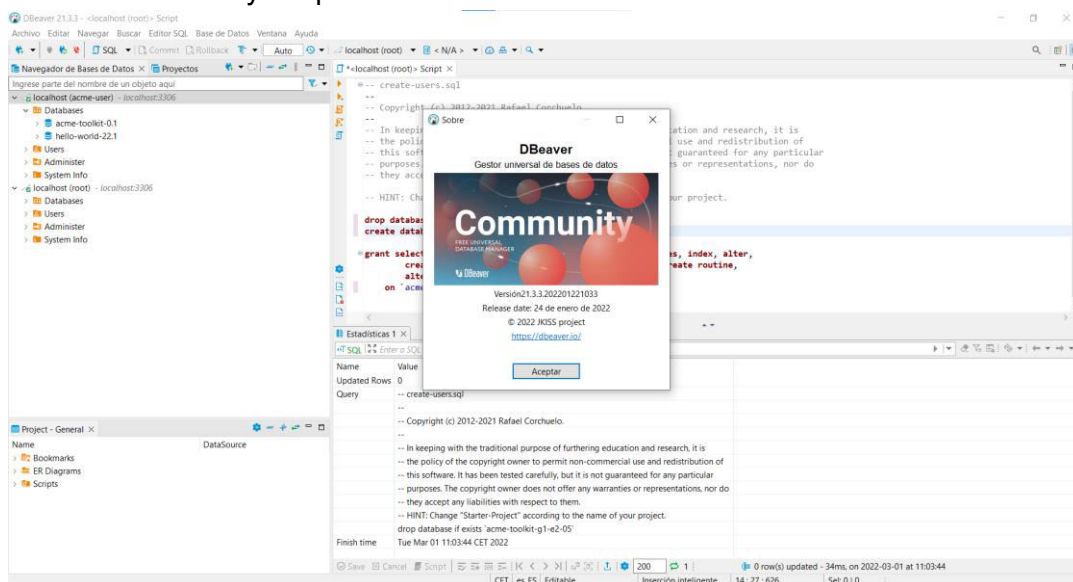 DBeaver 21.3.3 - <localhost (root)> Script
Archivo Editar Navegar Buscar Editor SQL Base de Datos Ventana Ayuda
SQL Commit Rollback Auto localhost (root) < N/A >
Navegador de Bases de Datos Proyectos
*<localhost (root)> Script
Ingrese parte del nombre de un objeto aquí
localhost (acme-user) - localhost:3306
Databases
acme-toolkit-0.1
hello-world-22.1
Users
Administer
System Info
localhost (root) - localhost:3306
Databases
Users
Administer
System Info
-- create-users.sql
--
-- Copyright (c) 2012-2021 Rafael Corchuelo.
--
-- In keepin ation and research, it is
-- the poli use and redistribution of
-- this soft guaranteed for any particular
-- purposes s or representations, nor do
-- they acce
-- HINT: Cha ur project.
drop databas
create datab
grant select es, index, alter,
crea eate routine,
alte
on `acme
Sobre
DBeaver
Gestor universal de bases de datos
Community
FREE UNIVERSAL
DATABASE MANAGER
DBeaver
Versión21.3.3.202201221033
Release date: 24 de enero de 2022
© 2022 JKISS project
https://dbeaver.io/
Aceptar
Estadísticas 1
SQL Enter a SQL
Name Value
Updated Rows 0
Query -- create-users.sql
--
-- Copyright (c) 2012-2021 Rafael Corchuelo.
--
-- In keeping with the traditional purpose of furthering education and research, it is
-- the policy of the copyright owner to permit non-commercial use and redistribution of
-- this software. It has been tested carefully, but it is not guaranteed for any particular
-- purposes. The copyright owner does not offer any warranties or representations, nor do
-- they accept any liabilities with respect to them.
-- HINT: Change "Starter-Project" according to the name of your project.
drop database if exists `acme-toolkit-g1-e2-05`
Finish time Tue Mar 01 11:03:44 CET 2022
Project - General
Name DataSource
Bookmarks
ER Diagrams
Scripts
Save Cancel Script 200 1 0 row(s) updated - 34ms, on 2022-03-01 at 11:03:44
CET es_ES Editable Inserción inteligente 14 : 27 : 626 Sel: 0 | 0